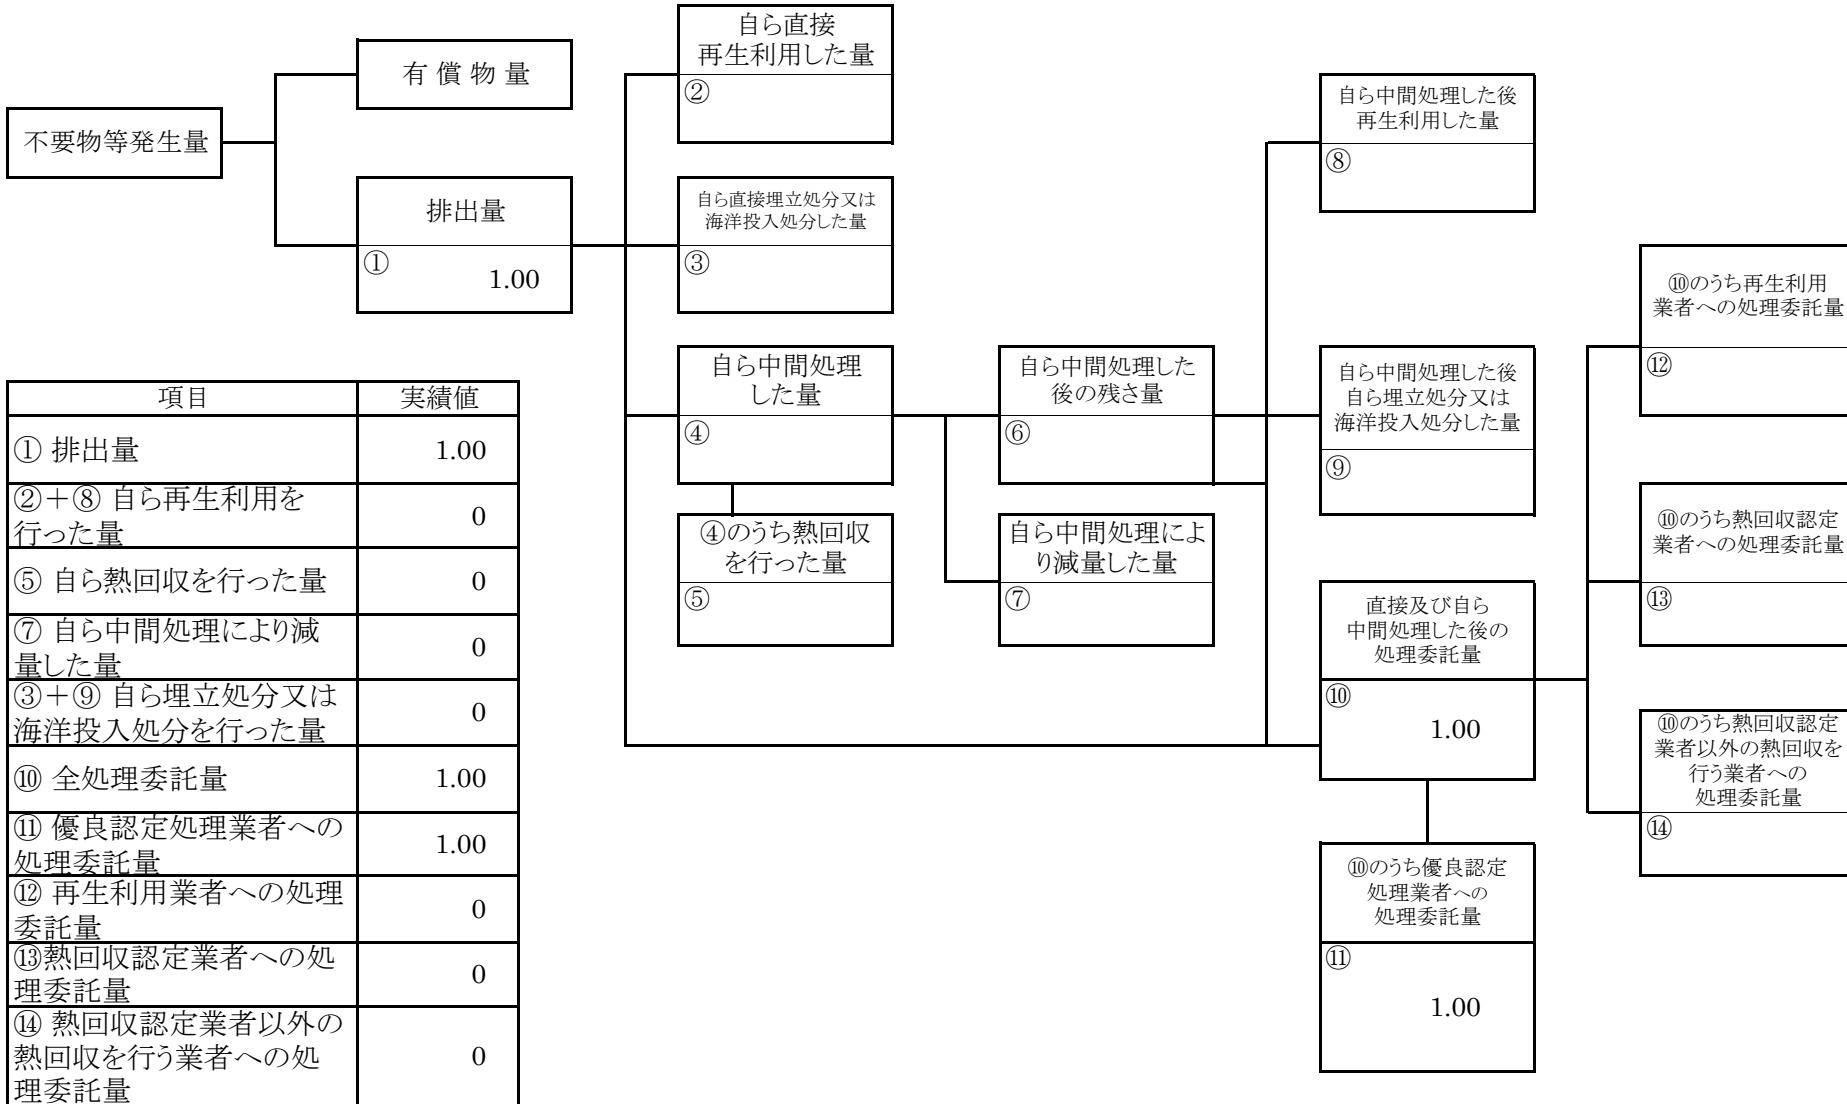 不要物等発生量
有 償 物 量
排出量
①
1.00
自ら直接
再生利用した量
②
自ら直接埋立処分又は
海洋投入処分した量
③
自ら中間処理
した量
④
④のうち熱回収
を行った量
⑤
自ら中間処理した
後の残さ量
⑥
自ら中間処理によ
り減量した量
⑦
自ら中間処理した後
再生利用した量
⑧
自ら中間処理した後
自ら埋立処分又は
海洋投入処分した量
⑨
直接及び自ら
中間処理した後の
処理委託量
⑩
1.00
⑩のうち優良認定
処理業者への
処理委託量
⑪
1.00
⑩のうち再生利用
業者への処理委託量
⑫
⑩のうち熱回収認定
業者への処理委託量
⑬
⑩のうち熱回収認定
業者以外の熱回収を
行う業者への
処理委託量
⑭
項目 実績値
① 排出量 1.00
②＋⑧ 自ら再生利用を
行った量 0
⑤ 自ら熱回収を行った量 0
⑦ 自ら中間処理により減
量した量 0
③＋⑨ 自ら埋立処分又は
海洋投入処分を行った量 0
⑩ 全処理委託量 1.00
⑪ 優良認定処理業者への
処理委託量 1.00
⑫ 再生利用業者への処理
委託量 0
⑬熱回収認定業者への処
理委託量 0
⑭ 熱回収認定業者以外の
熱回収を行う業者への処
理委託量 0